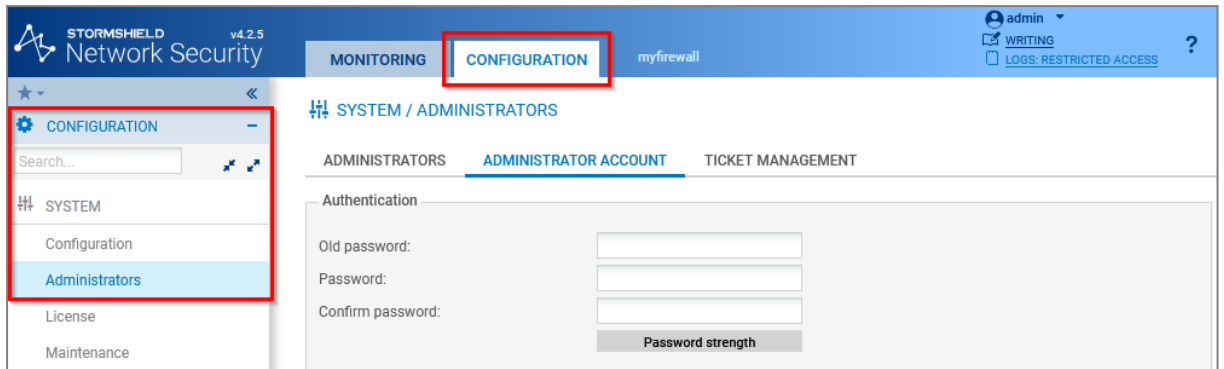 STORMSHIELD v4.2.5
Network Security
MONITORING CONFIGURATION myfirewall
admin
WRITING
LOGS: RESTRICTED ACCESS
?
«
CONFIGURATION –
Search...
SYSTEM
Configuration
Administrators
License
Maintenance
SYSTEM / ADMINISTRATORS
ADMINISTRATORS ADMINISTRATOR ACCOUNT TICKET MANAGEMENT
Authentication
Old password:
Password:
Confirm password:
Password strength